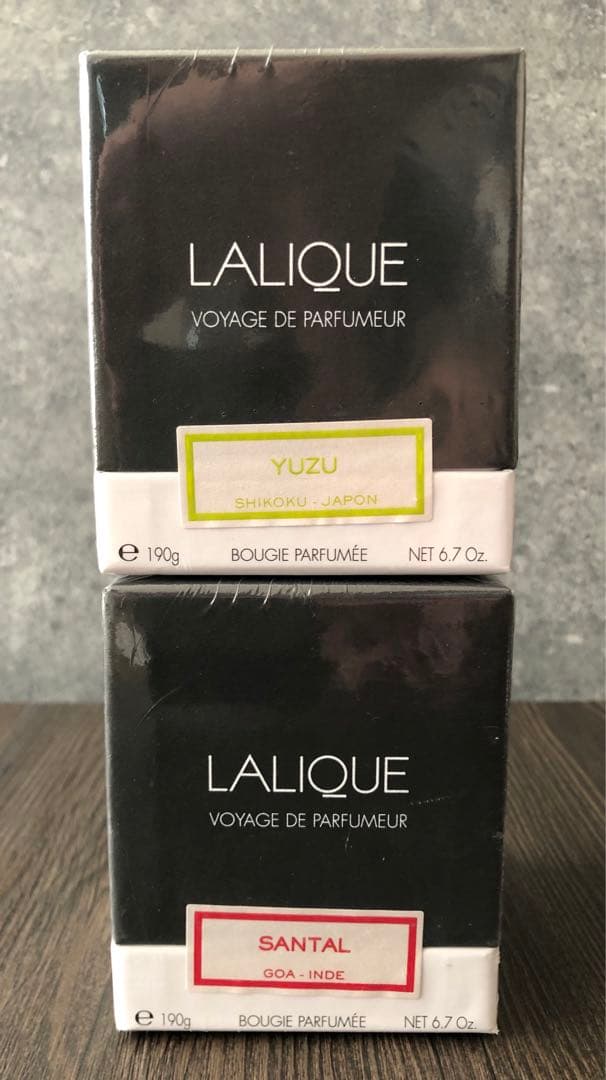 LALIQUE
VOYAGE DE PARFUMEUR
YUZU
SHIKOKU - JAPON
℮ 190g BOUGIE PARFUMÉE NET 6.7 Oz.
LALIQUE
VOYAGE DE PARFUMEUR
SANTAL
GOA - INDE
℮ 190g BOUGIE PARFUMÉE NET 6.7 Oz.